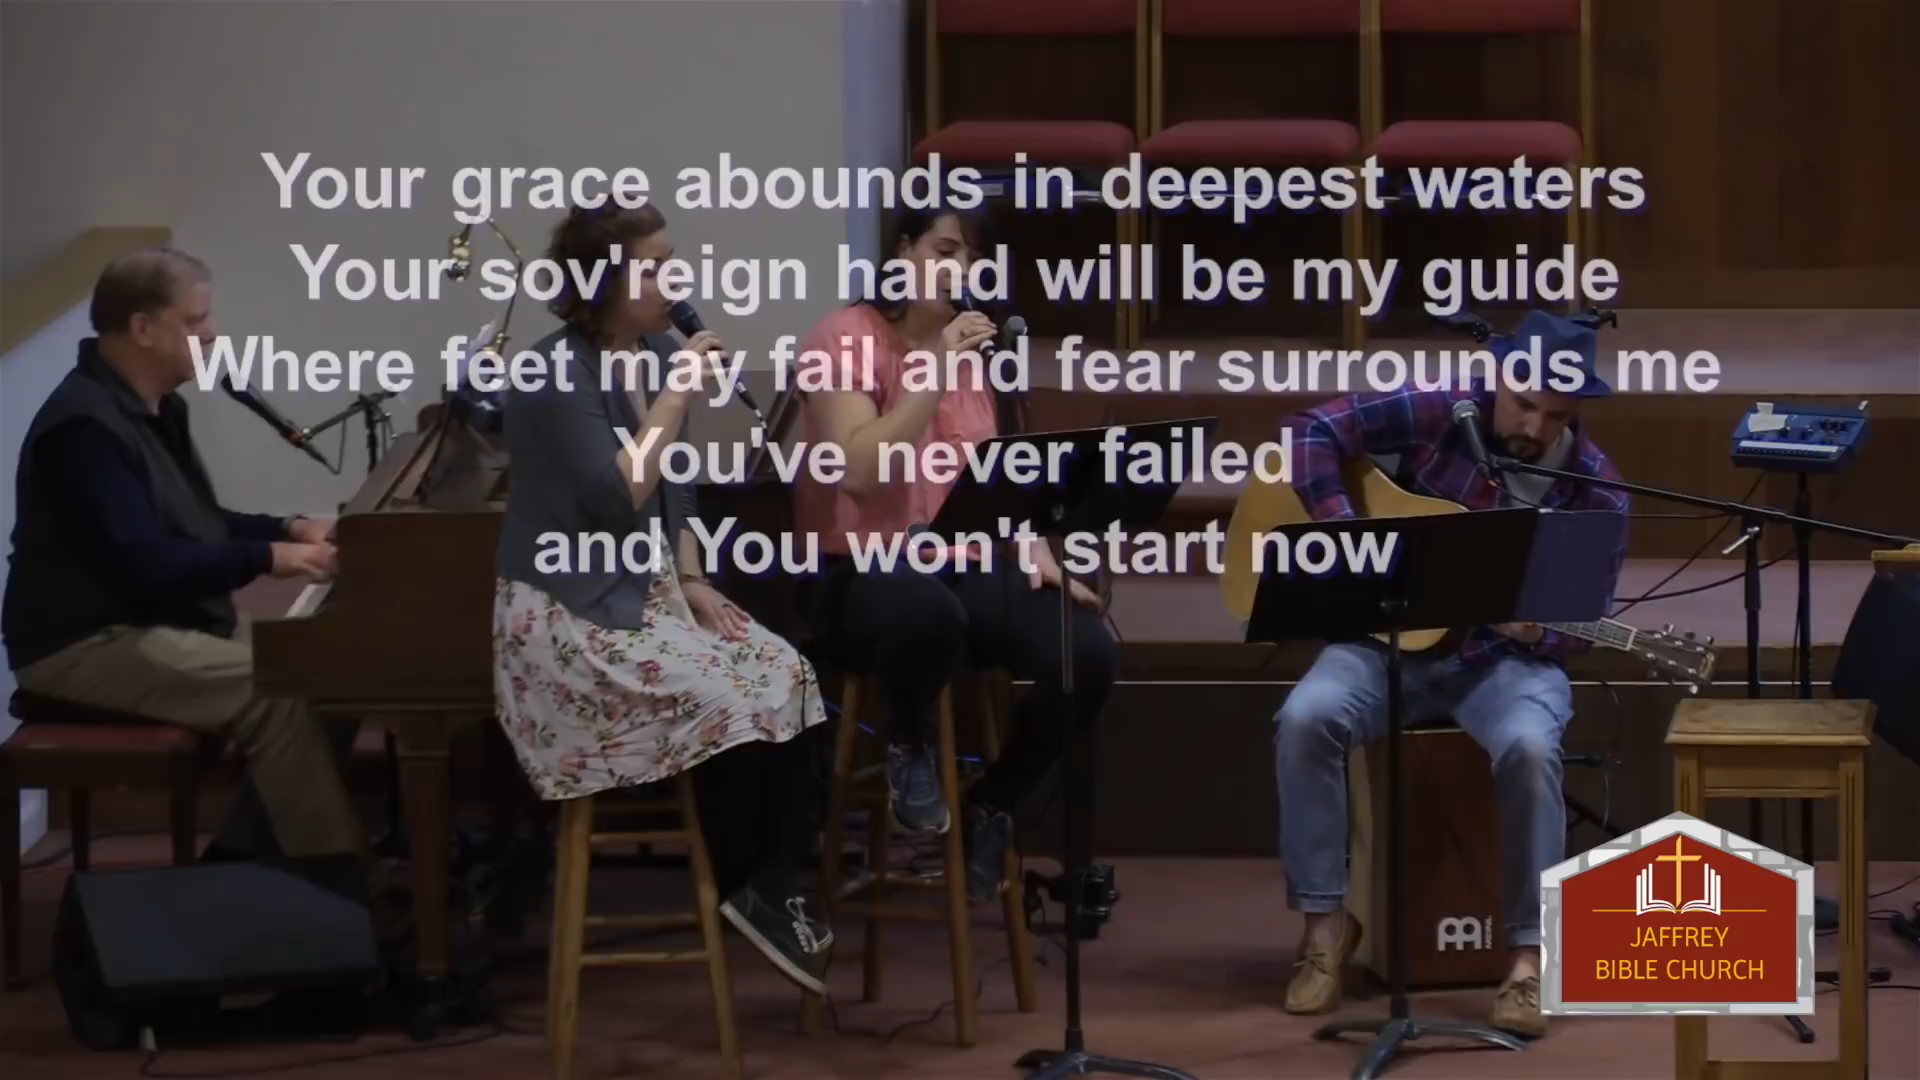 Your grace abounds in deepest waters
Your sov'reign hand will be my guide
Where feet may fail and fear surrounds me
You've never failed
and You won't start now
MEINL
JAFFREY
BIBLE CHURCH